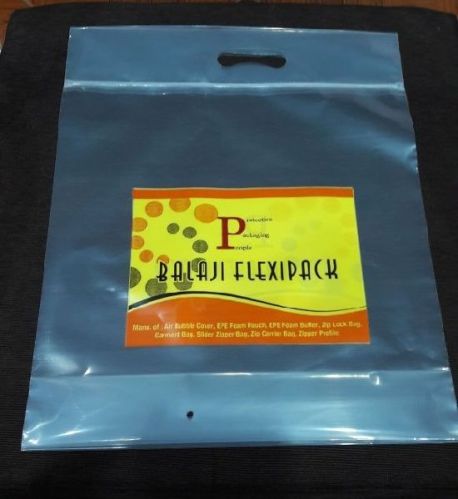 Protective
Packaging
People
BALAJI FLEXIPACK
Manu. of : Air Bubble Cover, EPE Foam Pouch, EPE Foam Buffer, Zip Lock Bag,
Garment Bag, Slider Zipper Bag, Zip Carrier Bag, Zipper Profile